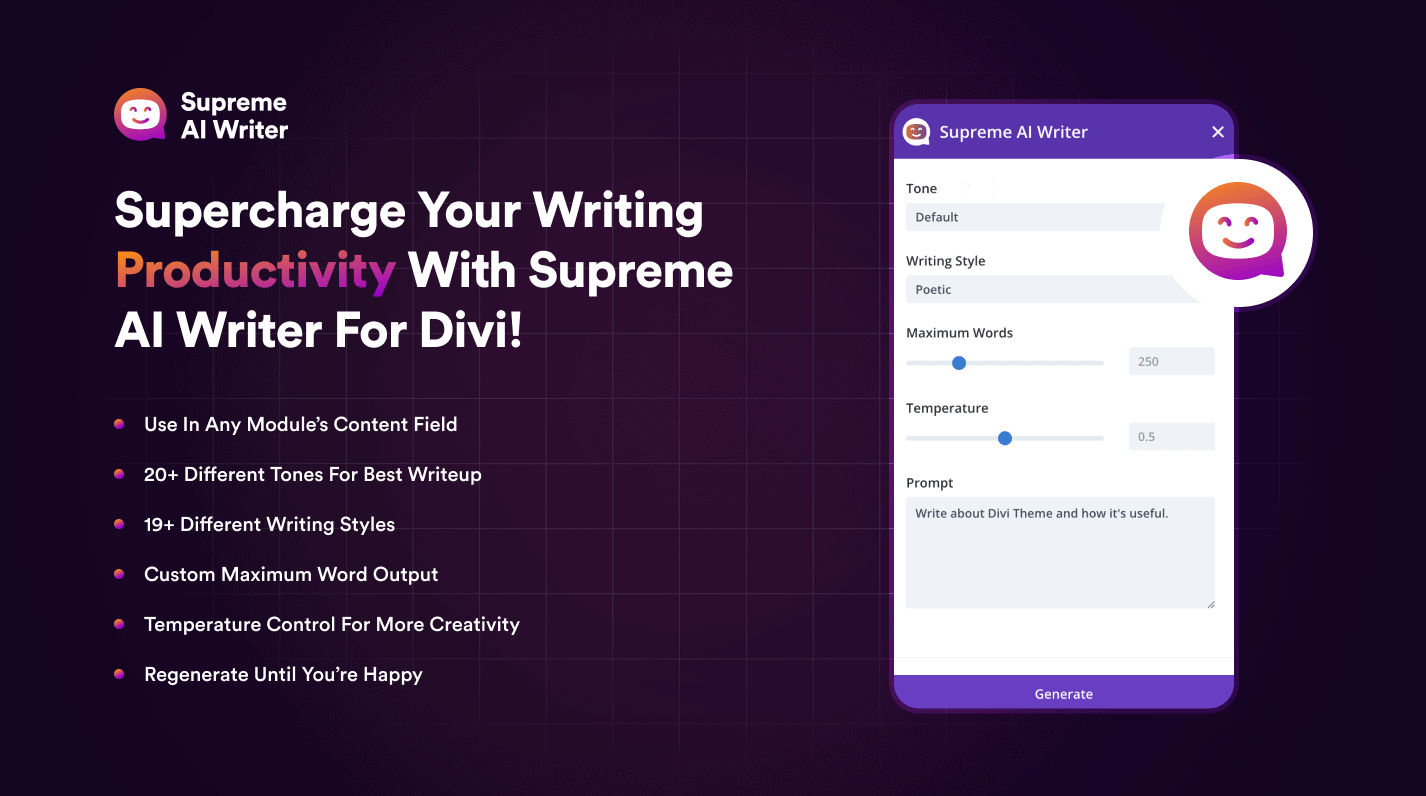 Supreme
AI Writer
Supercharge Your Writing
Productivity With Supreme
AI Writer For Divi!
Use In Any Module’s Content Field
20+ Different Tones For Best Writeup
19+ Different Writing Styles
Custom Maximum Word Output
Temperature Control For More Creativity
Regenerate Until You’re Happy
Supreme AI Writer
Tone
Default
Writing Style
Poetic
Maximum Words
250
Temperature
0.5
Prompt
Write about Divi Theme and how it's useful.
Generate